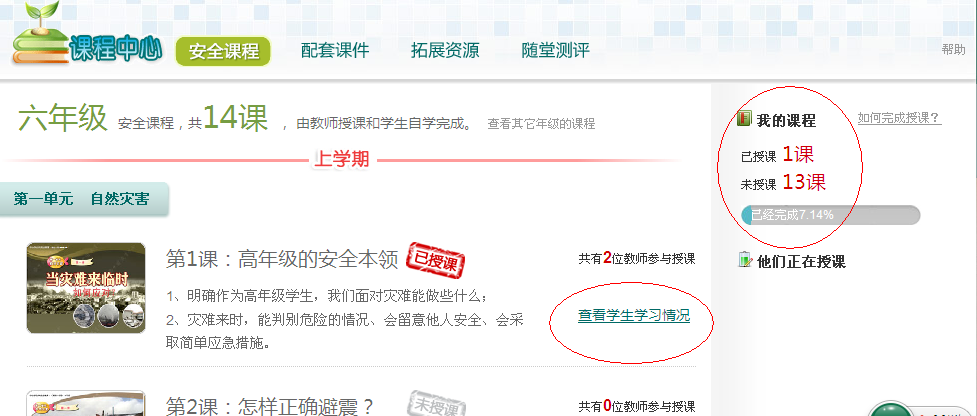 课程中心
安全课程 配套课件 拓展资源 随堂测评
帮助
六年级 安全课程，共14课 ，由教师授课和学生自学完成。 查看其它年级的课程
上学期
第一单元 自然灾害
当灾难来临时
如何应对
第1课：高年级的安全本领
已授课
共有2位教师参与授课
1、明确作为高年级学生，我们面对灾难能做些什么；
2、灾难来时，能判别危险的情况、会留意他人安全、会采
取简单应急措施。
查看学生学习情况
第2课：怎样正确避震？
未授课
共有0位教师参与授课
我的课程
如何完成授课？
已授课 1课
未授课 13课
已经完成7.14%
他们正在授课